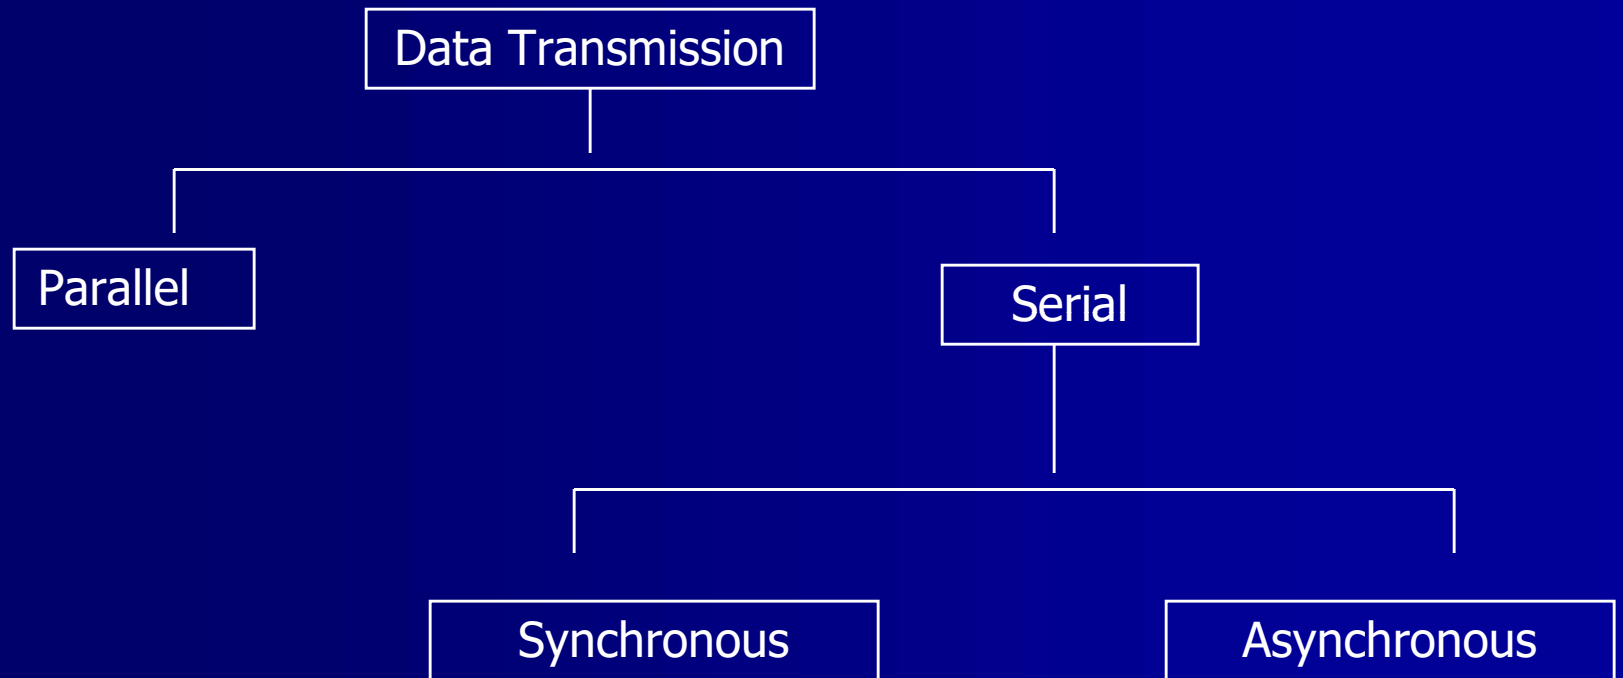 Data Transmission
Parallel
Serial
Synchronous
Asynchronous